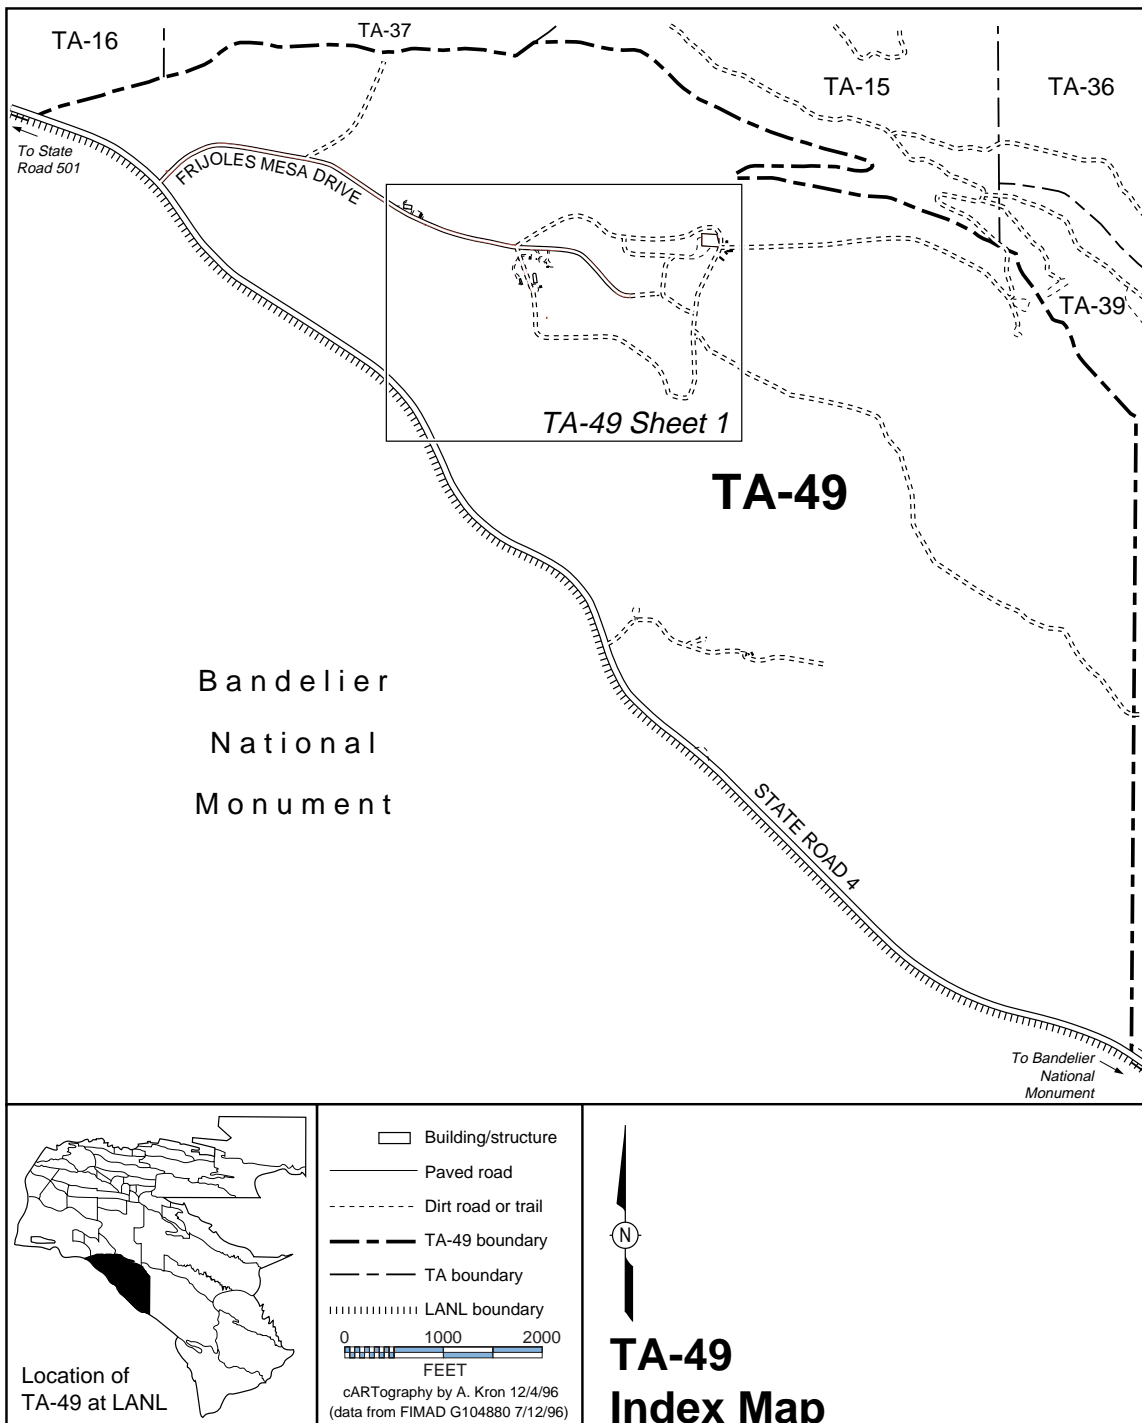 TA-16
TA-37
TA-15
TA-36
To State
Road 501
FRIJOLES MESA DRIVE
TA-39
TA-49 Sheet 1
TA-49
Bandelier
National
Monument
STATE ROAD 4
To Bandelier
National
Monument
Location of
TA-49 at LANL
Building/structure
Paved road
Dirt road or trail
TA-49 boundary
TA boundary
LANL boundary
0 1000 2000
FEET
cARTography by A. Kron 12/4/96
(data from FIMAD G104880 7/12/96)
N
TA-49
Index Map